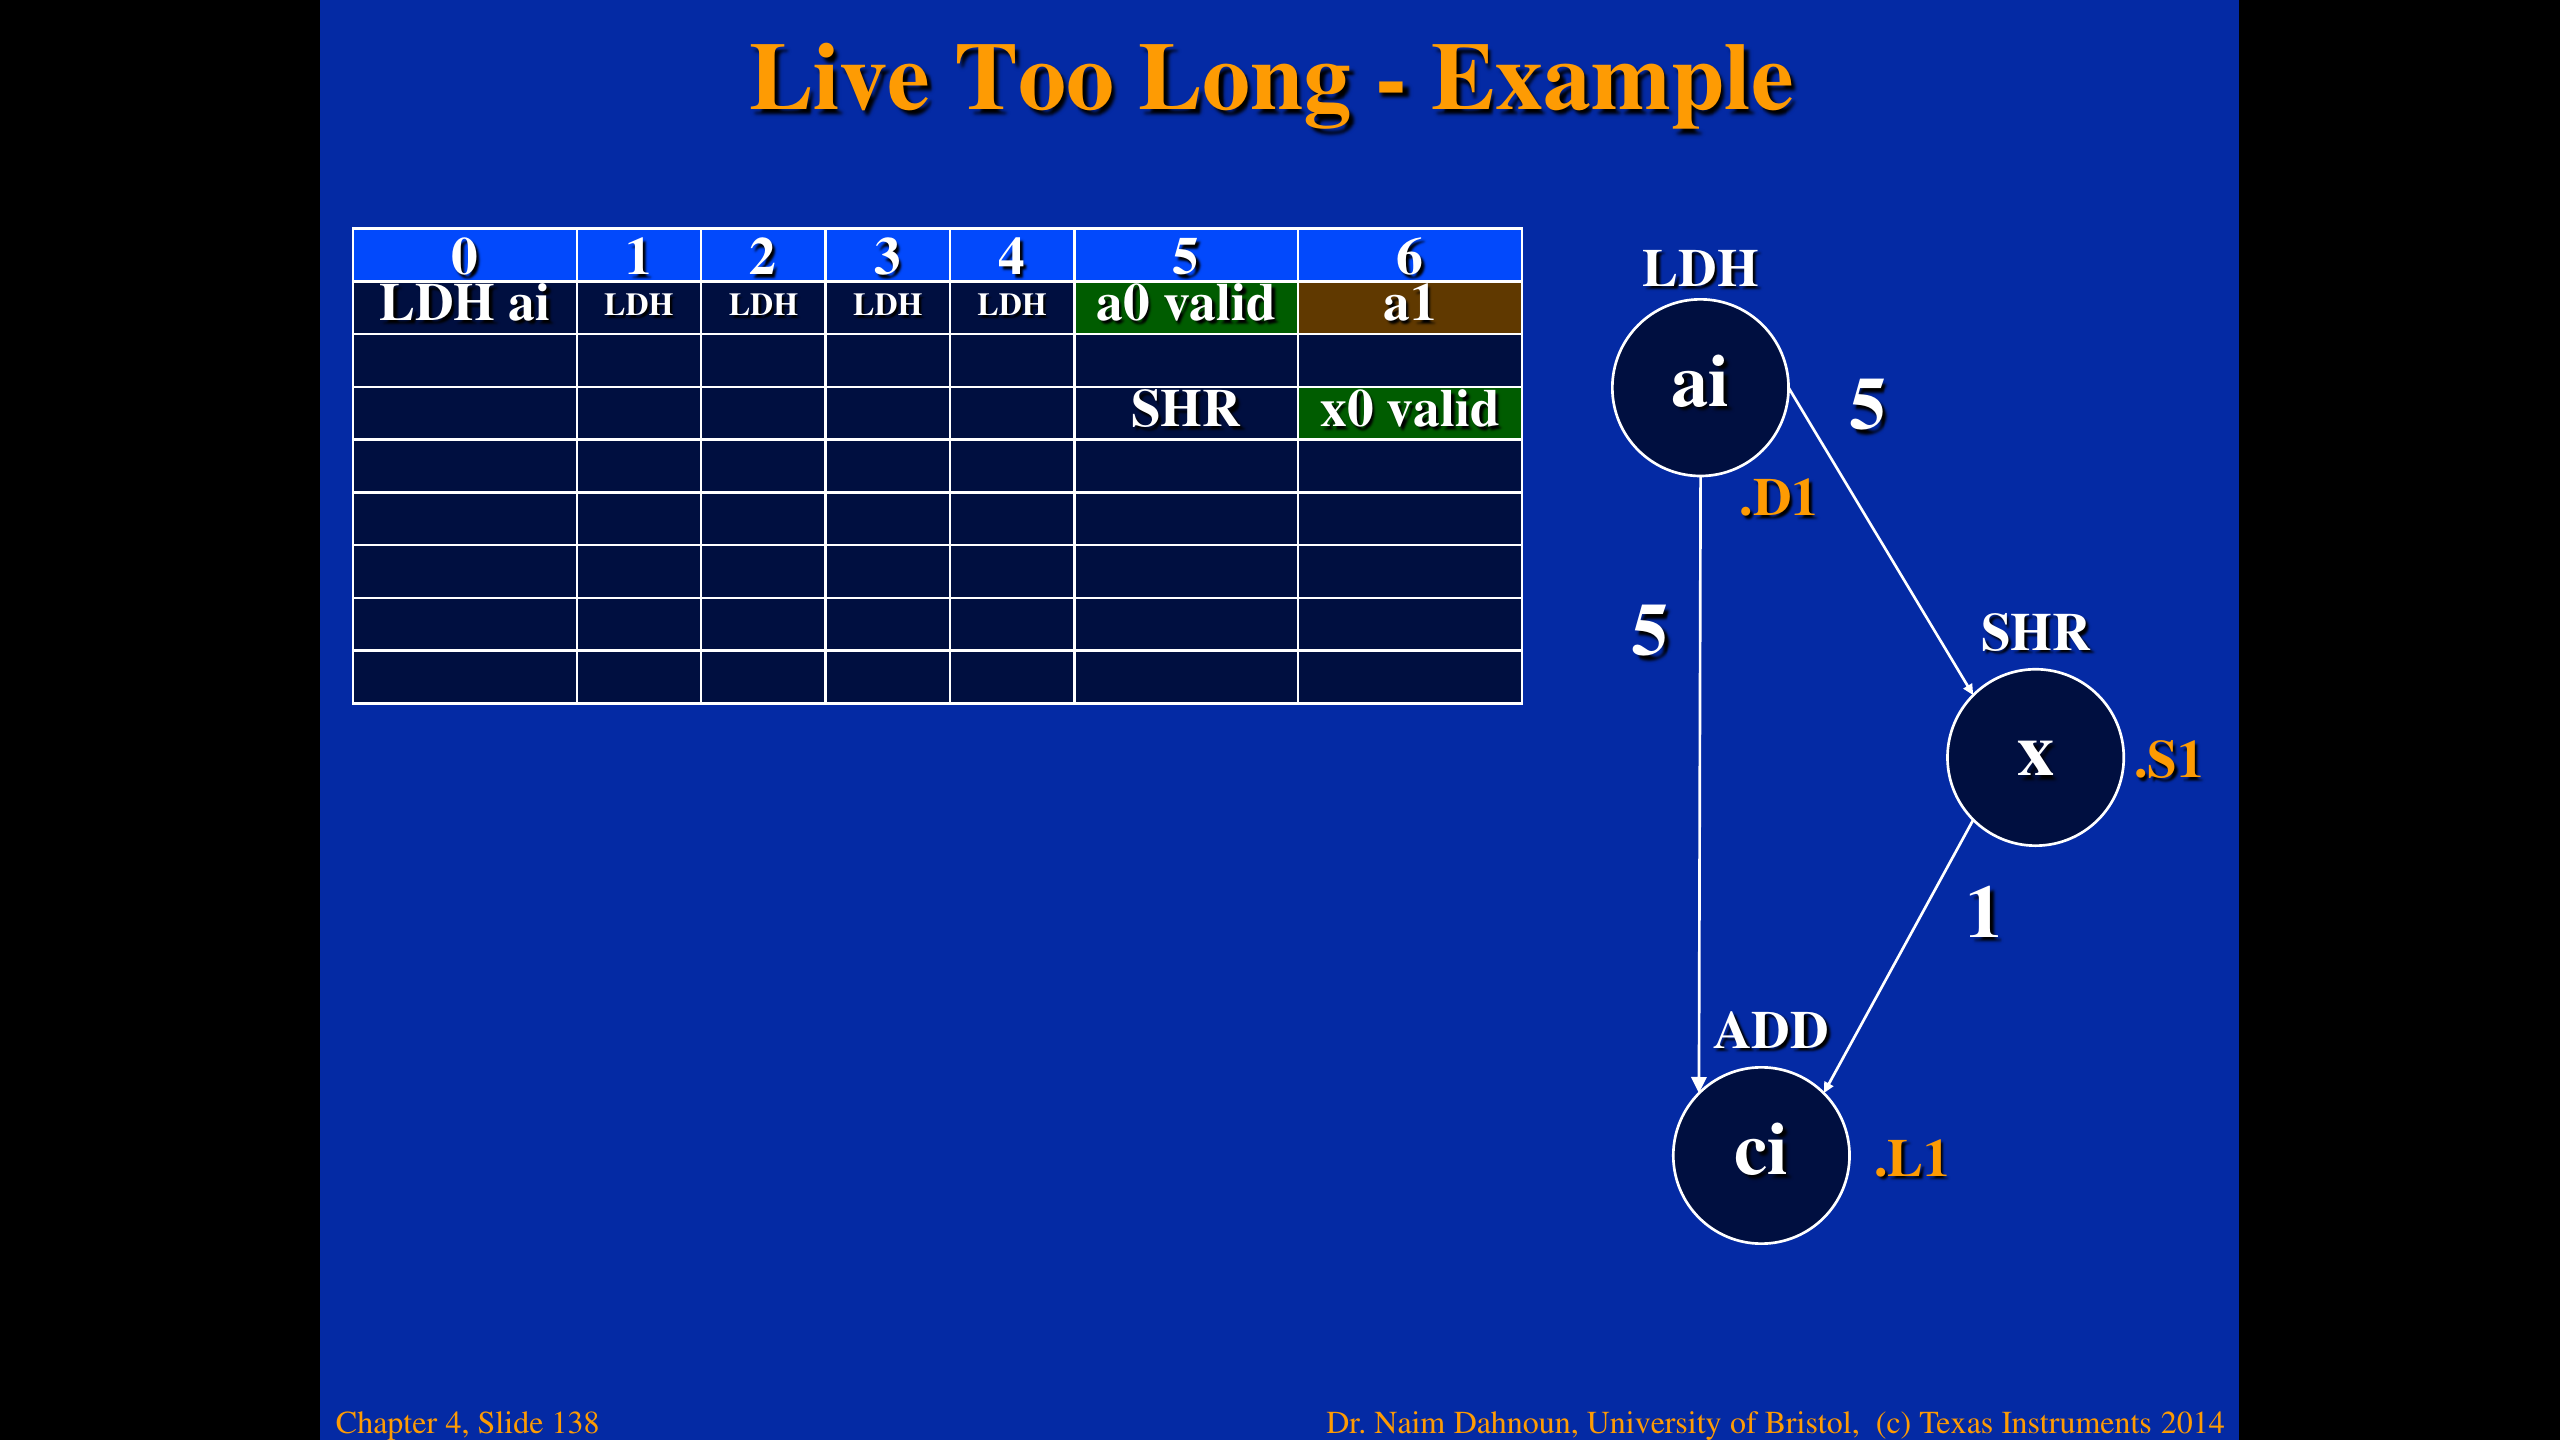 Live Too Long - Example
0 1 2 3 4 5 6
LDH ai LDH LDH LDH LDH a0 valid a1
SHR x0 valid
LDH
ai
5
.D1
5
SHR
x
.S1
1
ADD
ci
.L1
Chapter 4, Slide 138
Dr. Naim Dahnoun, University of Bristol, (c) Texas Instruments 2014